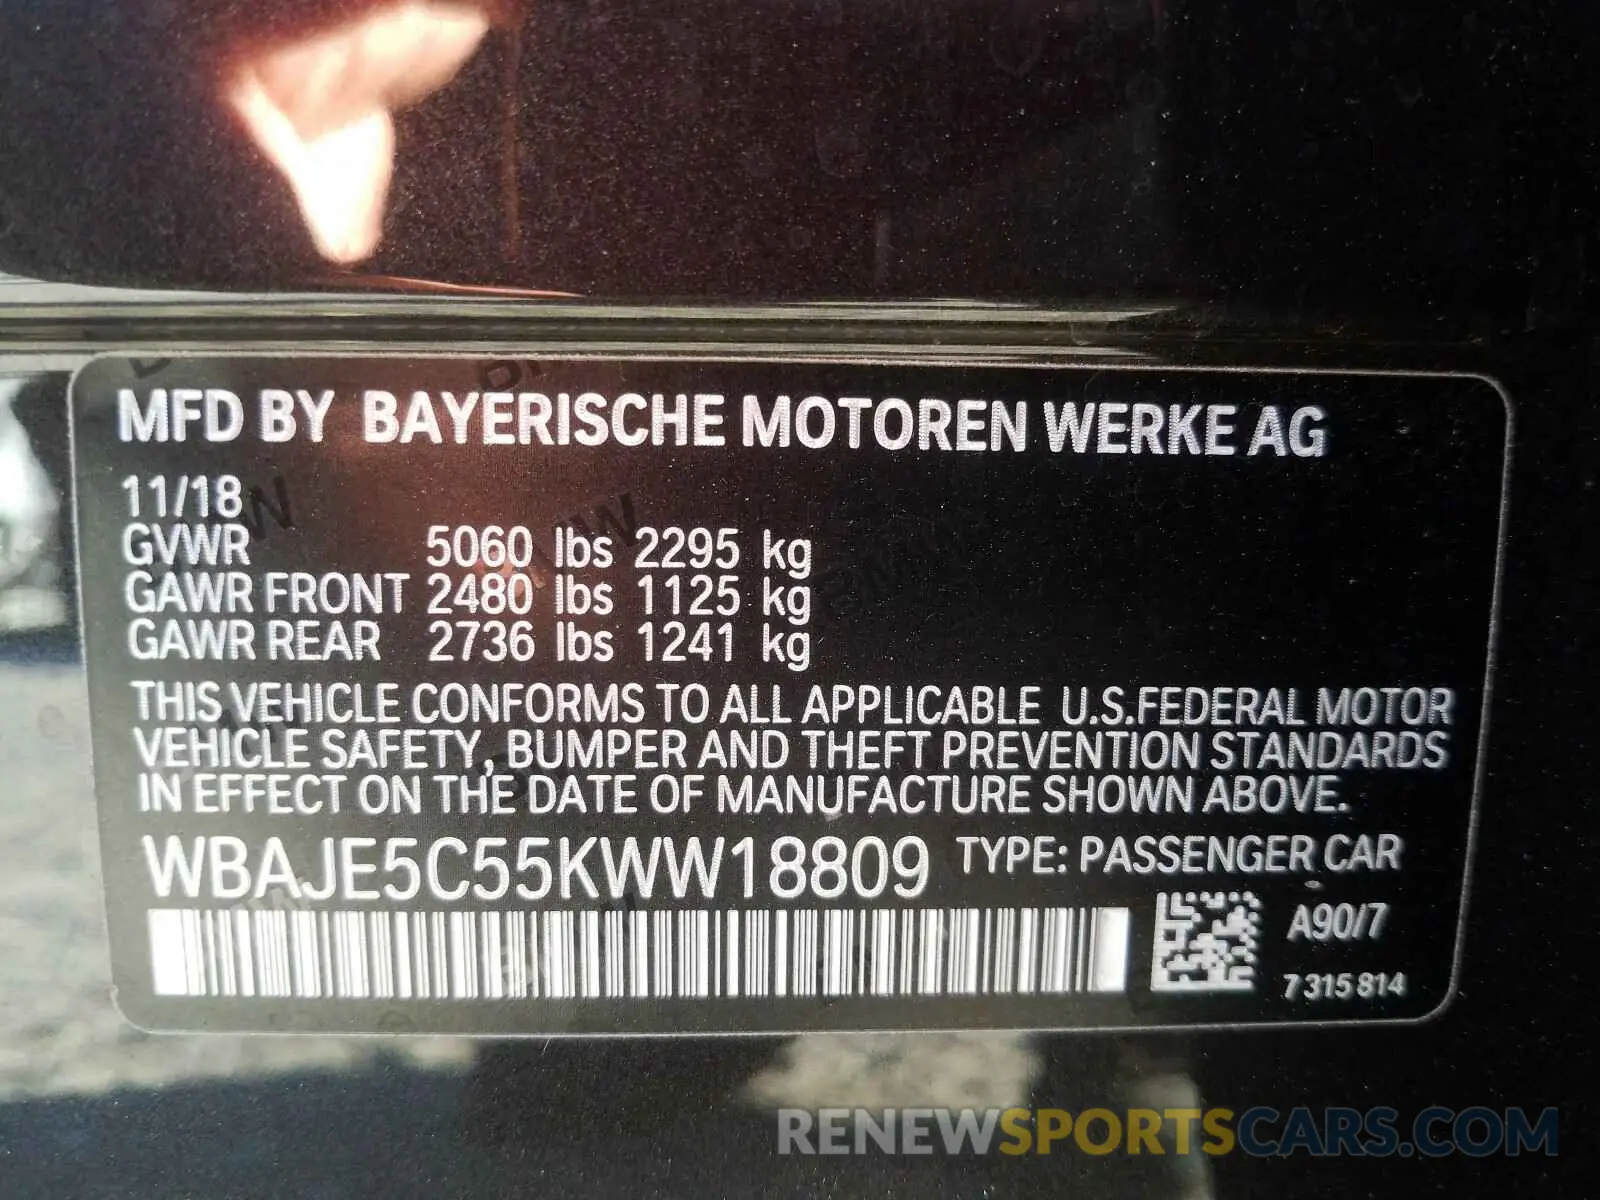 MFD BY BAYERISCHE MOTOREN WERKE AG
11/18
GVWR 5060 lbs 2295 kg
GAWR FRONT 2480 lbs 1125 kg
GAWR REAR 2736 lbs 1241 kg
THIS VEHICLE CONFORMS TO ALL APPLICABLE U.S.FEDERAL MOTOR
VEHICLE SAFETY, BUMPER AND THEFT PREVENTION STANDARDS
IN EFFECT ON THE DATE OF MANUFACTURE SHOWN ABOVE.
WBAJE5C55KWW18809 TYPE: PASSENGER CAR
A90/7
7 315 814
RENEWSPORTSCARS.COM